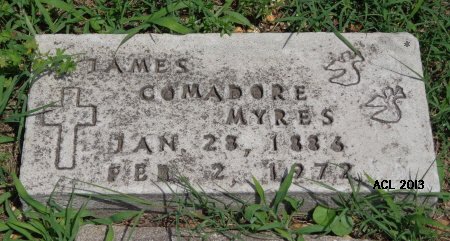 JAMES
COMADORE
MYRES
JAN. 28, 1886
FEB. 2, 1972
ACL 2013